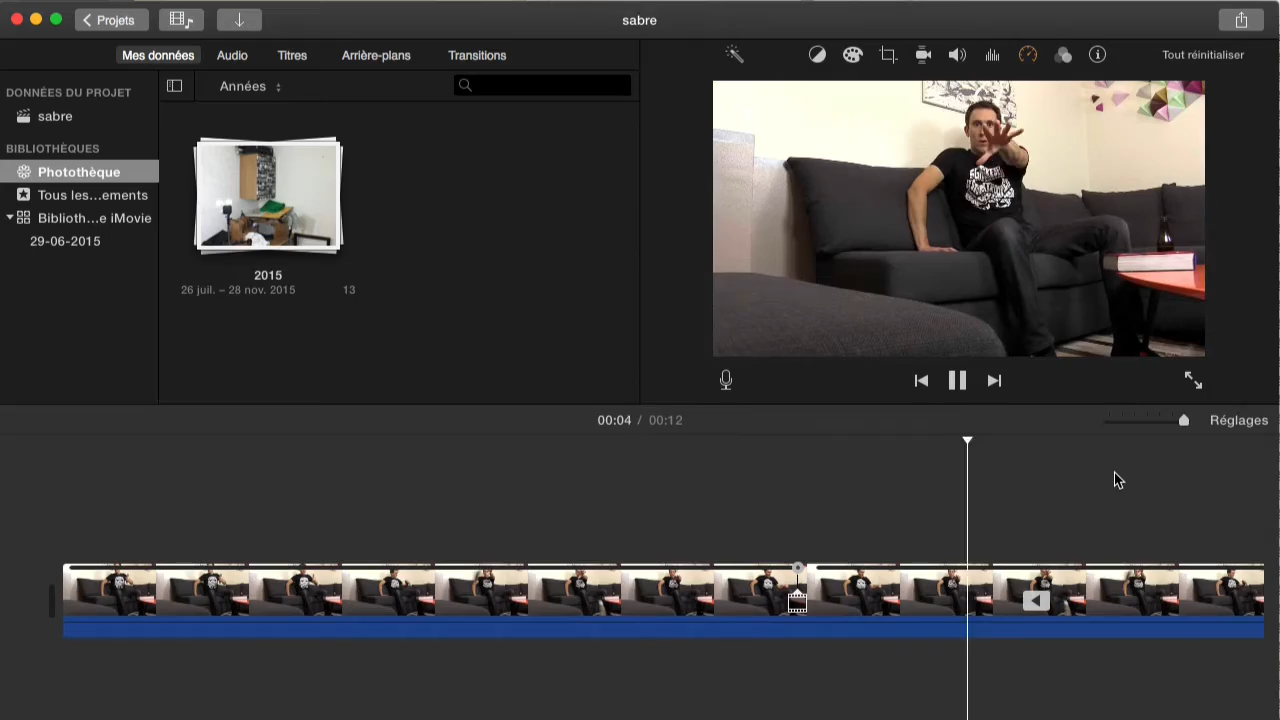 Projets
sabre
Mes données
Audio
Titres
Arrière-plans
Transitions
Tout réinitialiser
DONNÉES DU PROJET
sabre
BIBLIOTHÈQUES
Photothèque
Tous les...ements
Biblioth...e iMovie
29-06-2015
Années
2015
26 juil. – 28 nov. 2015 13
00:04 / 00:12
Réglages